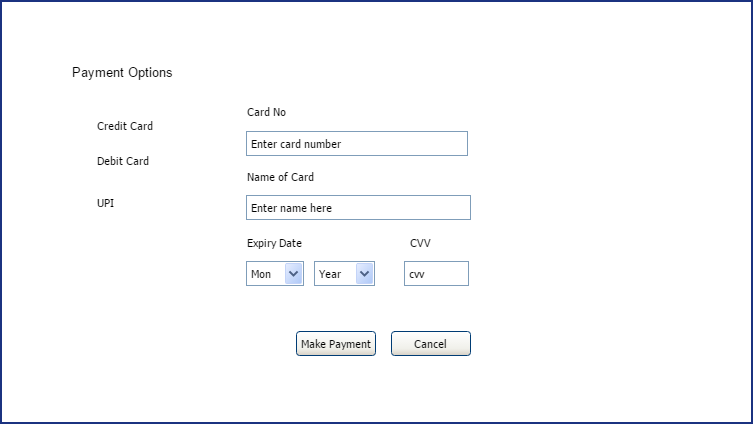 Payment Options
Credit Card
Debit Card
UPI
Card No
Enter card number
Name of Card
Enter name here
Expiry Date CVV
Mon Year cvv
Make Payment Cancel